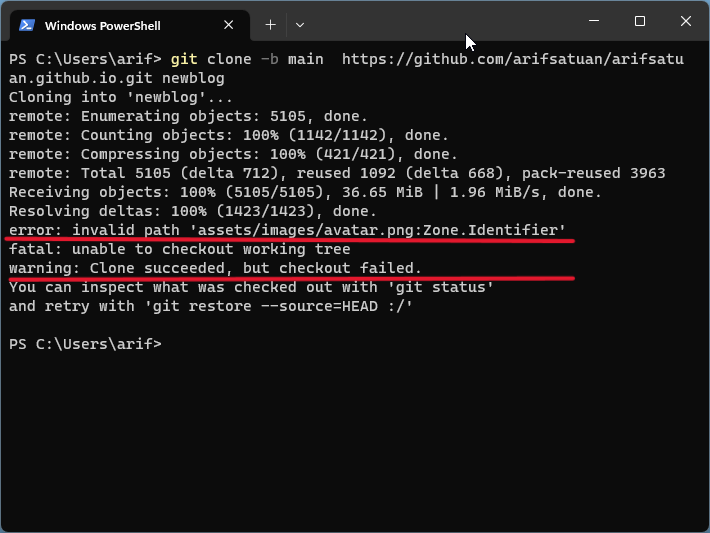 Windows PowerShell
PS C:\Users\arif> git clone -b main  https://github.com/arifsatuan/arifsatu
an.github.io.git newblog
Cloning into 'newblog'...
remote: Enumerating objects: 5105, done.
remote: Counting objects: 100% (1142/1142), done.
remote: Compressing objects: 100% (421/421), done.
remote: Total 5105 (delta 712), reused 1092 (delta 668), pack-reused 3963
Receiving objects: 100% (5105/5105), 36.65 MiB | 1.96 MiB/s, done.
Resolving deltas: 100% (1423/1423), done.
error: invalid path 'assets/images/avatar.png:Zone.Identifier'
fatal: unable to checkout working tree
warning: Clone succeeded, but checkout failed.
You can inspect what was checked out with 'git status'
and retry with 'git restore --source=HEAD :/'
PS C:\Users\arif>